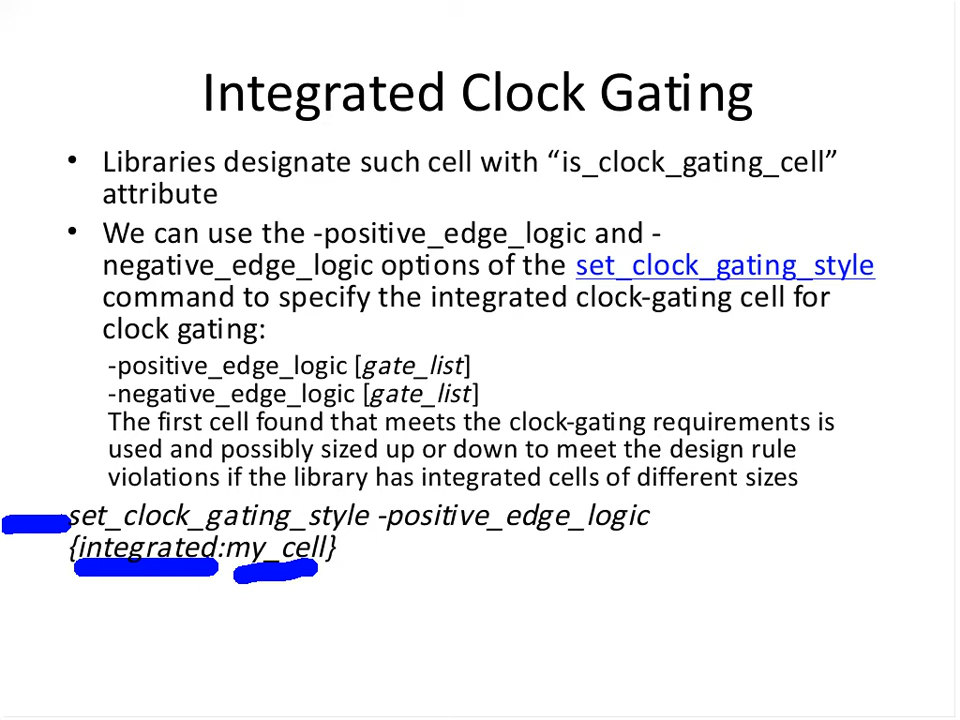 Integrated Clock Gating
• Libraries designate such cell with “is_clock_gating_cell”
attribute
• We can use the -positive_edge_logic and -
negative_edge_logic options of the set_clock_gating_style
command to specify the integrated clock-gating cell for
clock gating:
-positive_edge_logic [gate_list]
-negative_edge_logic [gate_list]
The first cell found that meets the clock-gating requirements is
used and possibly sized up or down to meet the design rule
violations if the library has integrated cells of different sizes
set_clock_gating_style -positive_edge_logic
{integrated:my_cell}